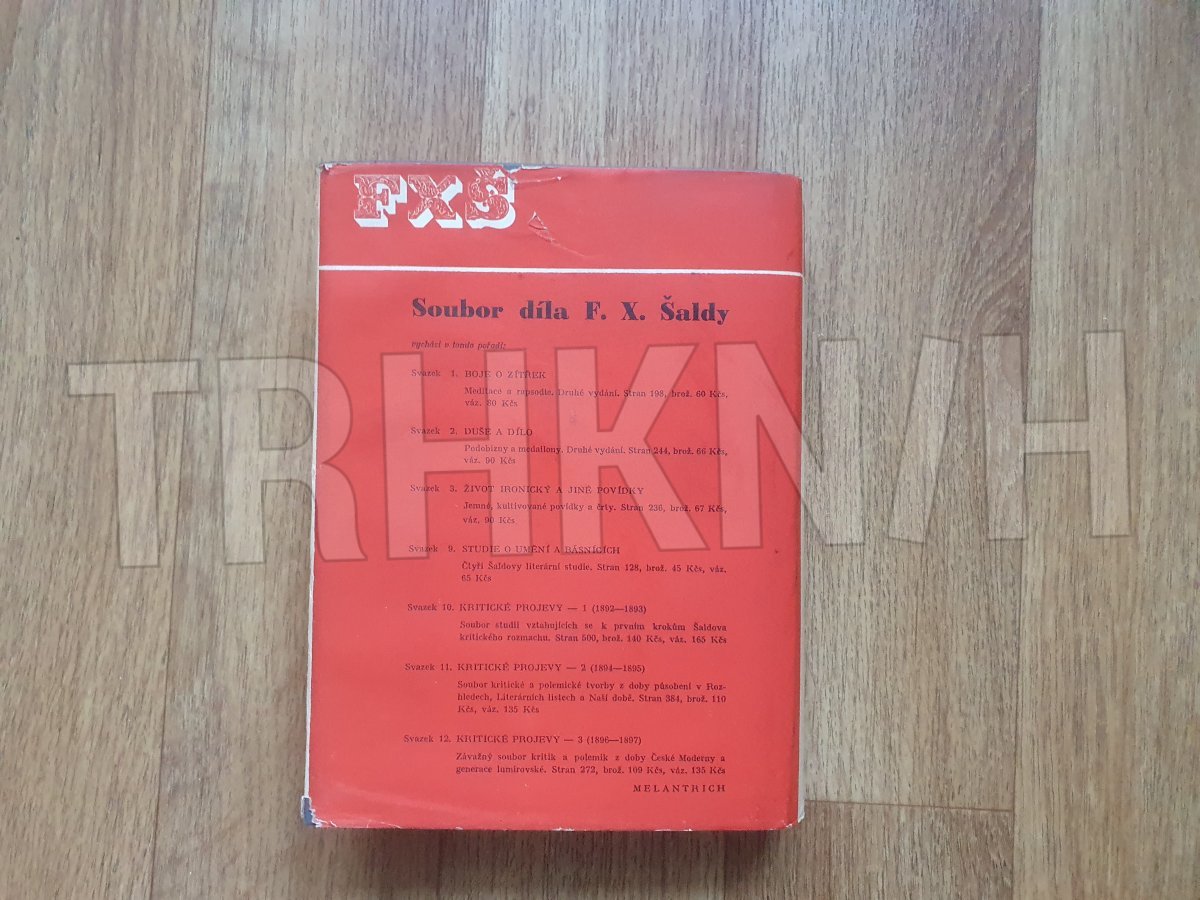 FXŠ
Soubor díla F. X. Šaldy
vychází v tomto pořadí:
Svazek 1. BOJE O ZÍTŘEK
Meditace a rapsodie. Druhé vydání. Stran 198, brož. 60 Kčs,
váz. 80 Kčs
Svazek 2. DUŠE A DÍLO
Podobizny a medailony. Druhé vydání. Stran 244, brož. 66 Kčs,
váz. 90 Kčs
Svazek 3. ŽIVOT IRONICKÝ A JINÉ POVÍDKY
Jemné, kultivované povídky a črty. Stran 236, brož. 67 Kčs,
váz. 90 Kčs
Svazek 9. STUDIE O UMĚNÍ A BÁSNÍCÍCH
Čtyři Šaldovy literární studie. Stran 128, brož. 45 Kčs, váz.
65 Kčs
Svazek 10. KRITICKÉ PROJEVY — 1 (1892—1893)
Soubor studií vztahujících se k prvním krokům Šaldova
kritického rozmachu. Stran 500, brož. 140 Kčs, váz. 165 Kčs
Svazek 11. KRITICKÉ PROJEVY — 2 (1894—1895)
Soubor kritické a polemické tvorby z doby působení v Roz-
hledech, Literárních listech a Naší době. Stran 384, brož. 110
Kčs, váz. 135 Kčs
Svazek 12. KRITICKÉ PROJEVY — 3 (1896—1897)
Závažný soubor kritik a polemik z doby České Moderny a
generace lumírovské. Stran 272, brož. 109 Kčs, váz. 135 Kčs
MELANTRICH
TRHKNIH